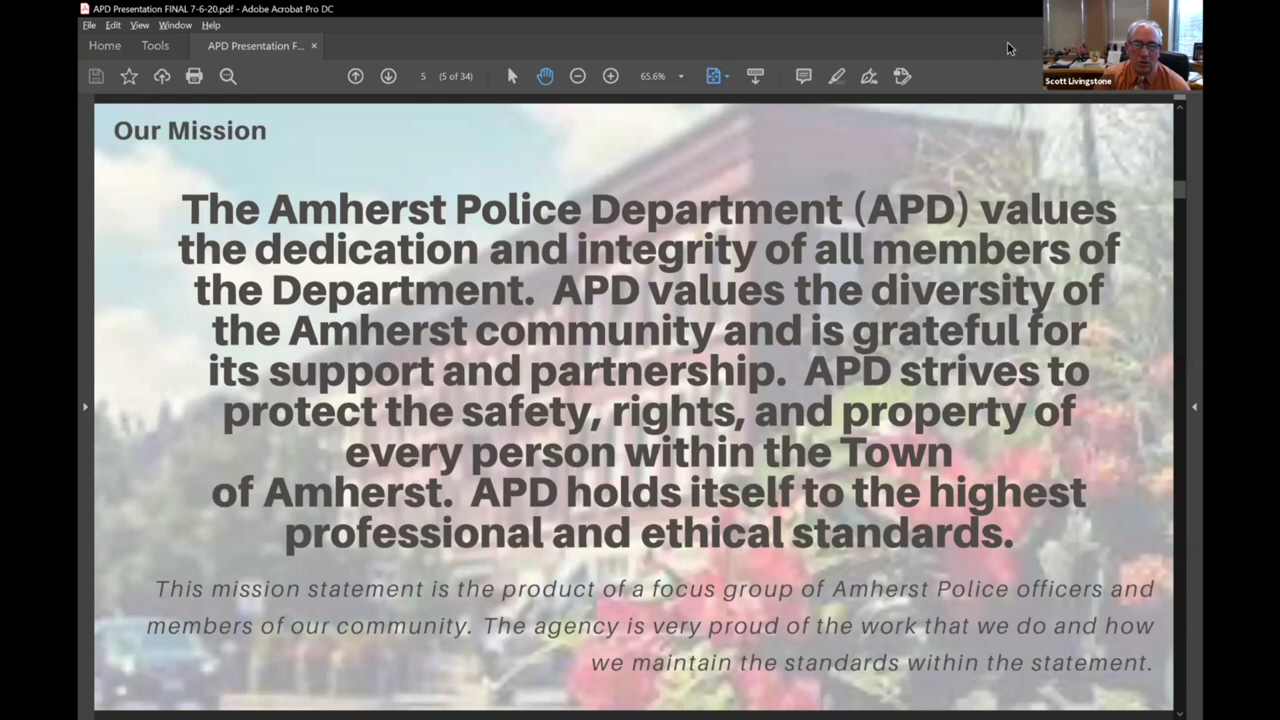 APD Presentation FINAL 7-6-20.pdf - Adobe Acrobat Pro DC
File Edit View Window Help
Home Tools APD Presentation F... ×
5 (5 of 34) 65.6%
Scott Livingstone
Our Mission
The Amherst Police Department (APD) values
the dedication and integrity of all members of
the Department. APD values the diversity of
the Amherst community and is grateful for
its support and partnership. APD strives to
protect the safety, rights, and property of
every person within the Town
of Amherst. APD holds itself to the highest
professional and ethical standards.
This mission statement is the product of a focus group of Amherst Police officers and
members of our community. The agency is very proud of the work that we do and how
we maintain the standards within the statement.